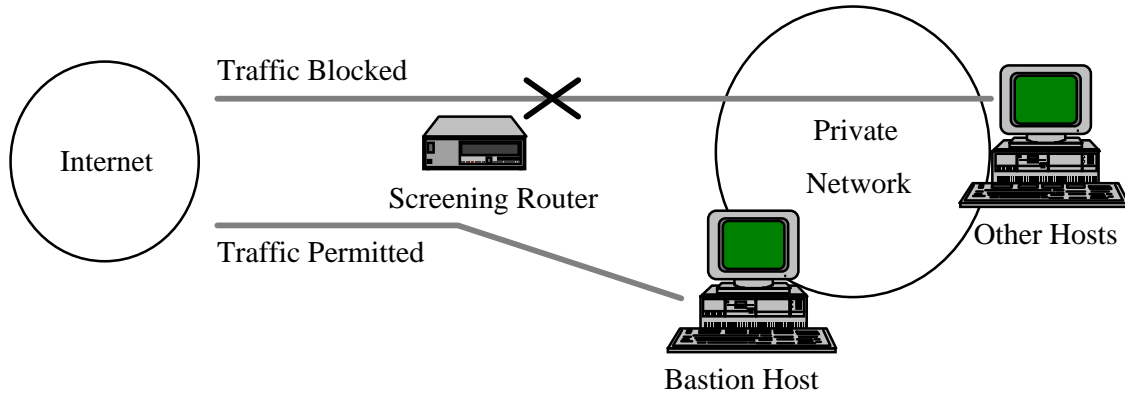 Traffic Blocked
Internet
Screening Router
Traffic Permitted
Private
Network
Other Hosts
Bastion Host